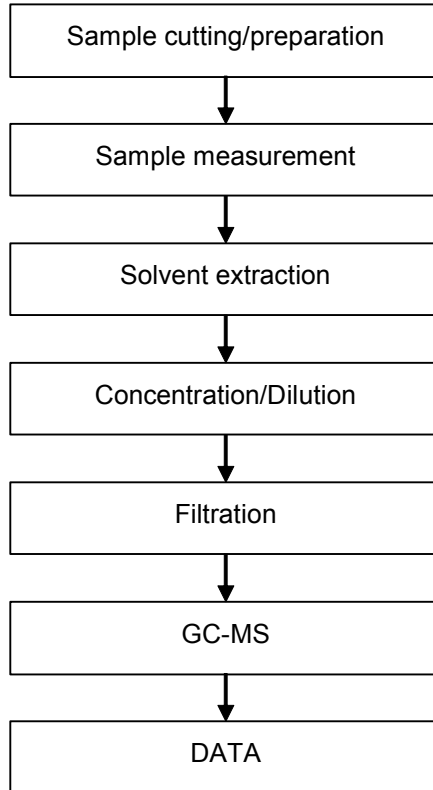 Sample cutting/preparation
Sample measurement
Solvent extraction
Concentration/Dilution
Filtration
GC-MS
DATA